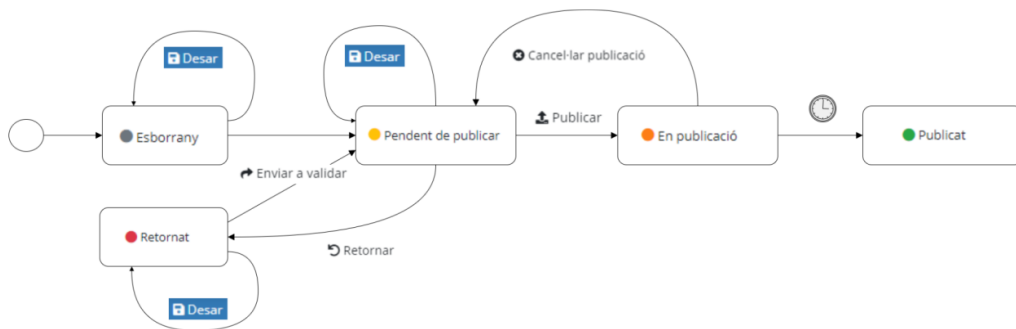 Desar
Desar
Cancel·lar publicació
Esborrany
Pendent de publicar
Publicar
En publicació
Publicat
Enviar a validar
Retornat
Retornar
Desar